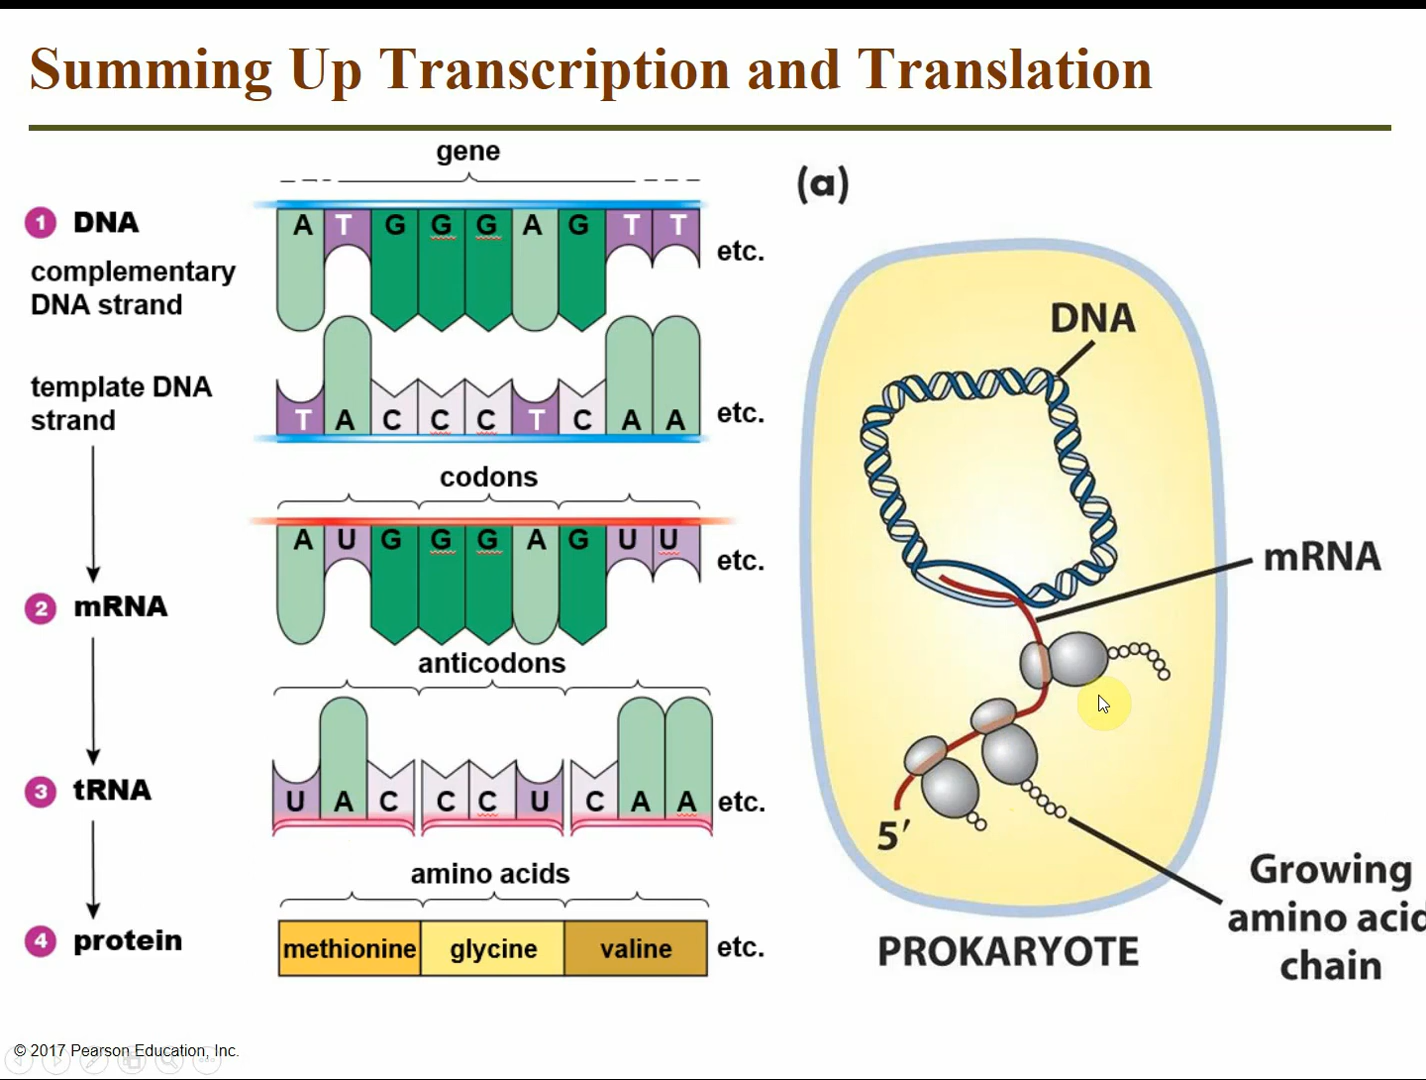 Summing Up Transcription and Translation
gene
1 DNA
A T G G G A G T T
etc.
complementary
DNA strand
template DNA
strand
T A C C C T C A A
etc.
codons
A U G G G A G U U
etc.
2 mRNA
anticodons
3 tRNA
U A C C C U C A A
etc.
amino acids
4 protein
methionine glycine valine
etc.
(a)
DNA
mRNA
5′
Growing
amino acid
chain
PROKARYOTE
© 2017 Pearson Education, Inc.